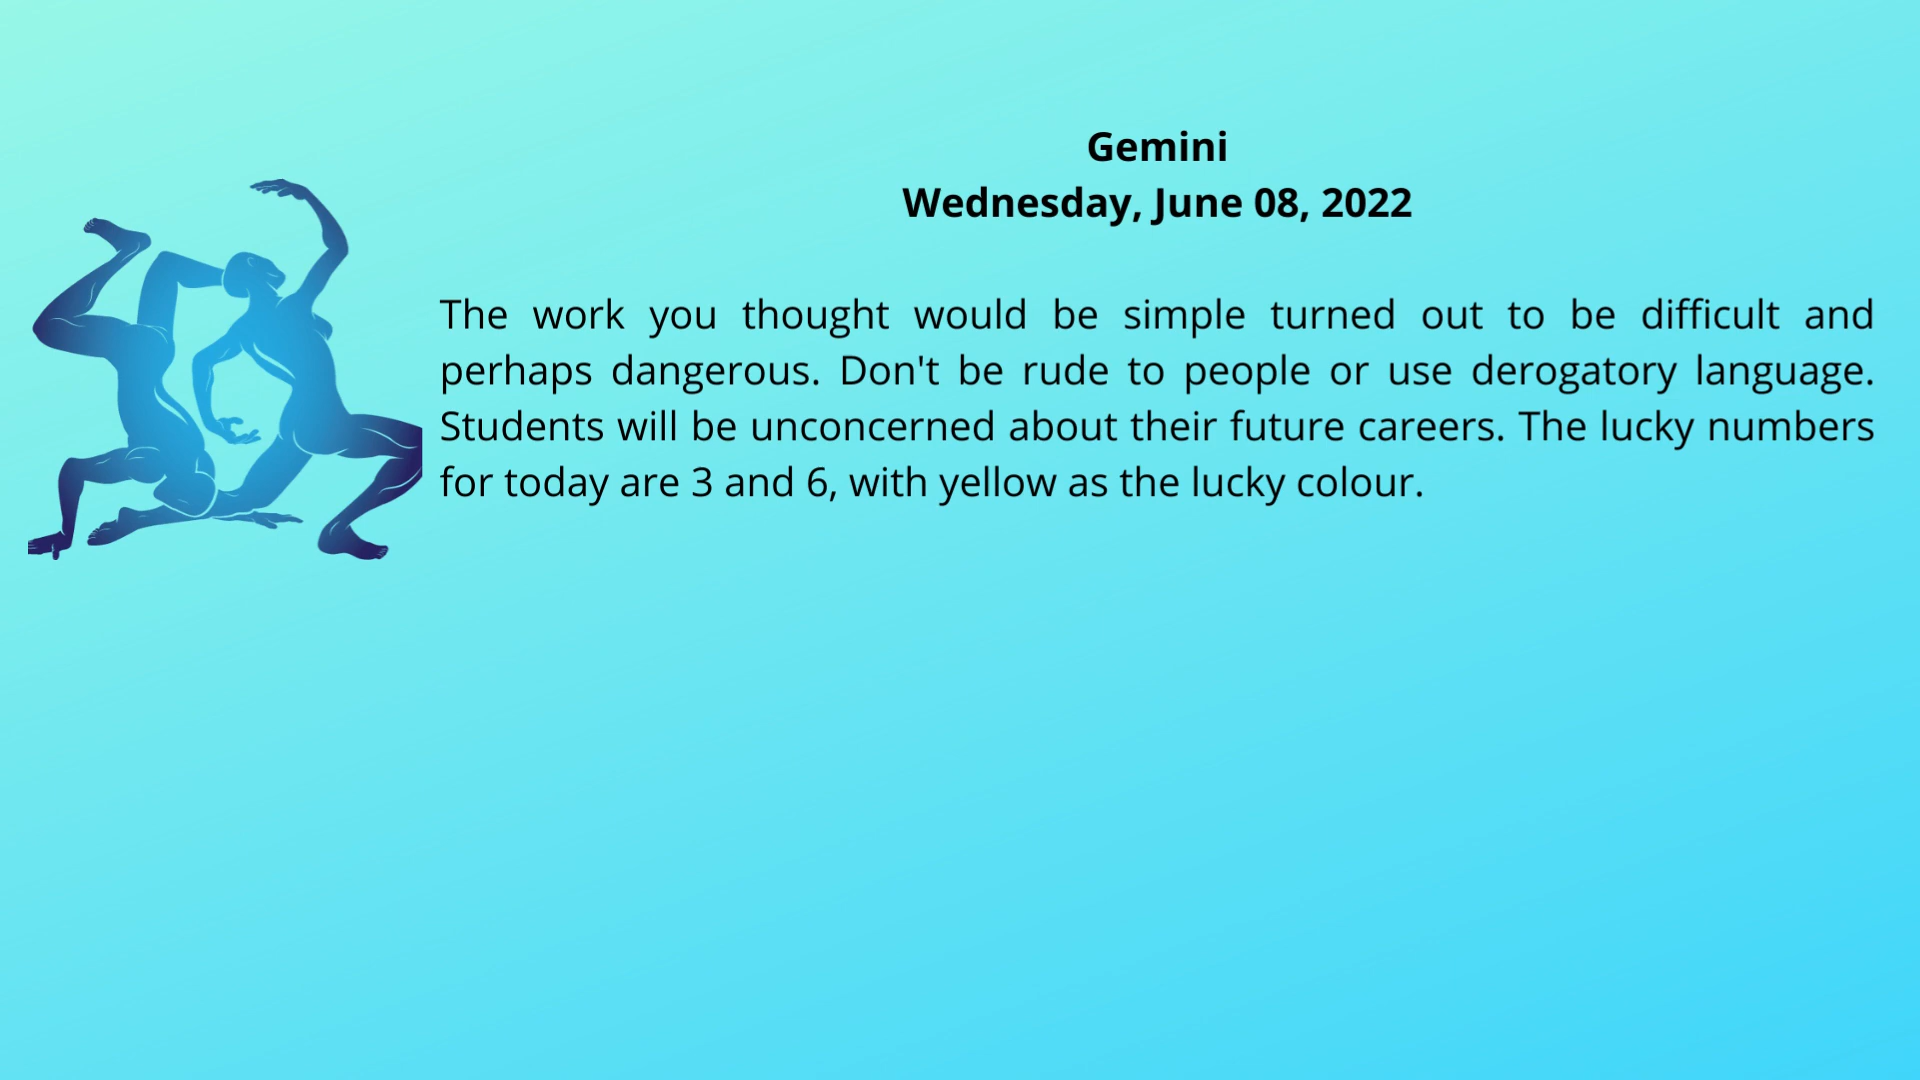 Gemini
Wednesday, June 08, 2022
The work you thought would be simple turned out to be difficult and
perhaps dangerous. Don't be rude to people or use derogatory language.
Students will be unconcerned about their future careers. The lucky numbers
for today are 3 and 6, with yellow as the lucky colour.